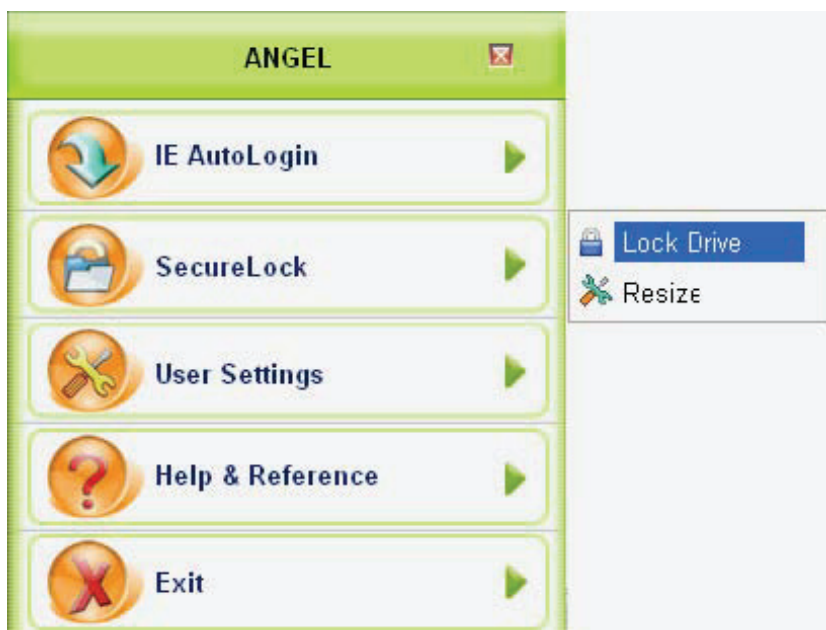 ANGEL
IE AutoLogin
SecureLock
Lock Drive
Resize
User Settings
Help & Reference
Exit